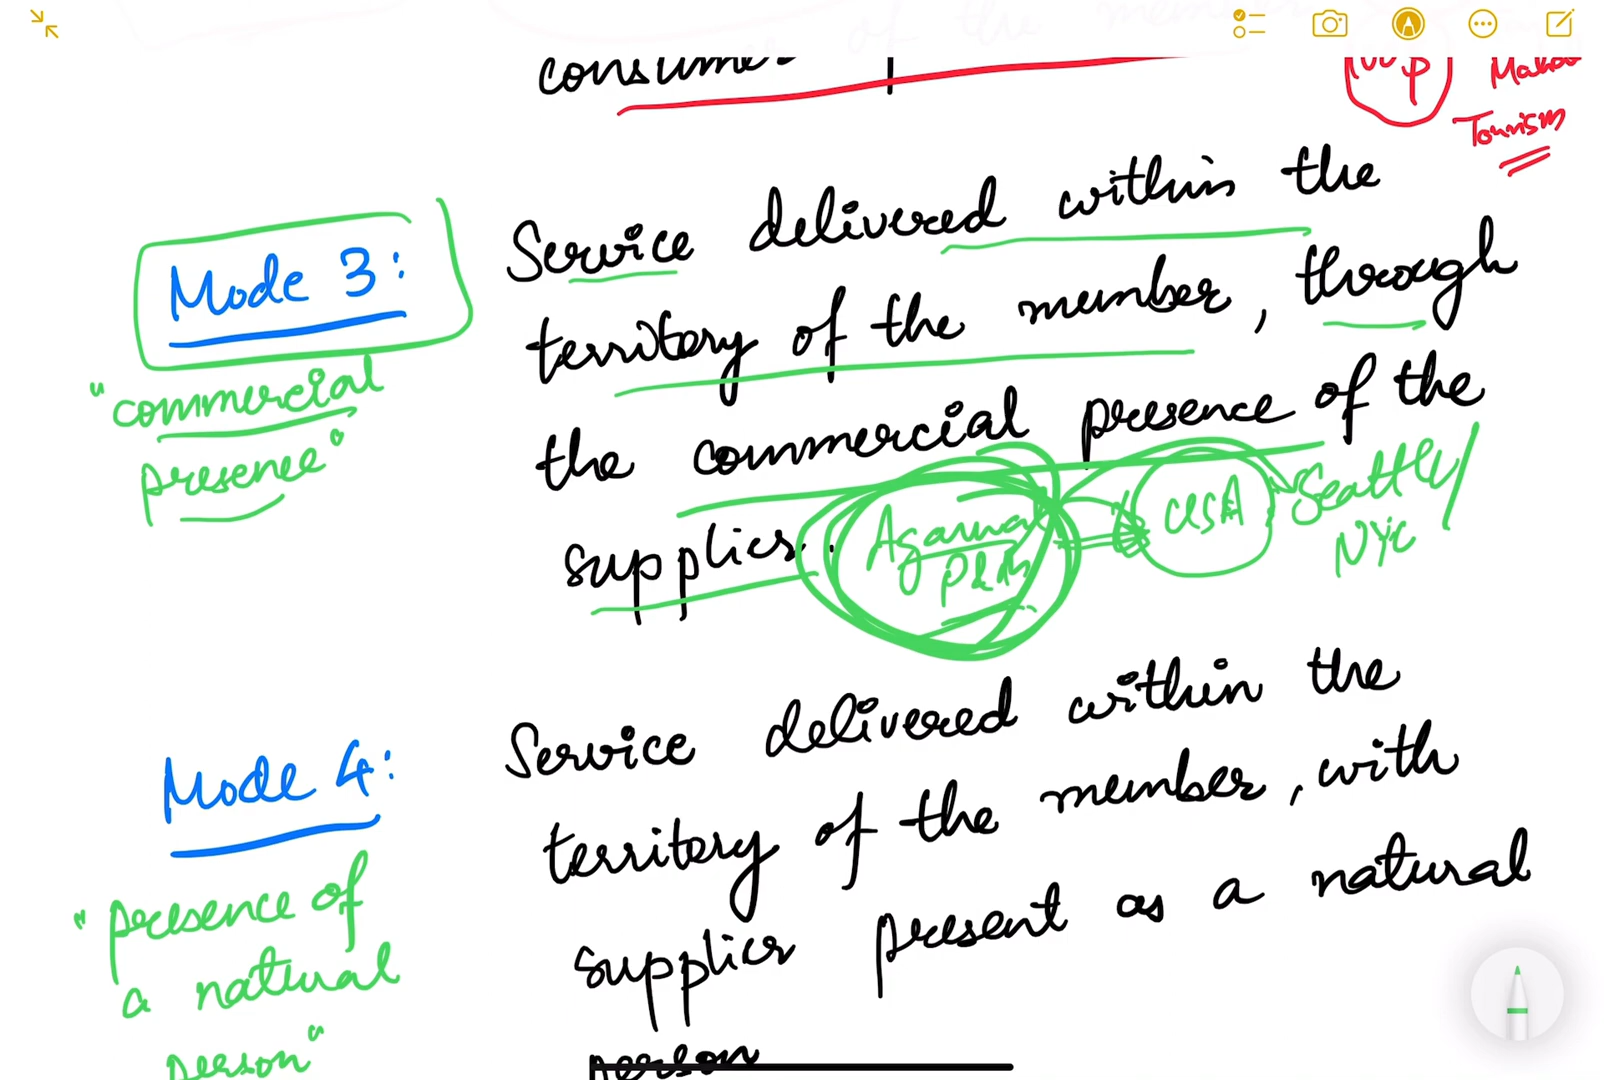 consumer
Tourism
Mode 3:
"commercial
presence"
Service delivered within the
territory of the member, through
the commercial presence of the
supplier.
Agarwal
P&M
USA
Seattle/
NYC
Mode 4:
"presence of
a natural
person"
Service delivered within the
territory of the member, with
supplier present as a natural
person